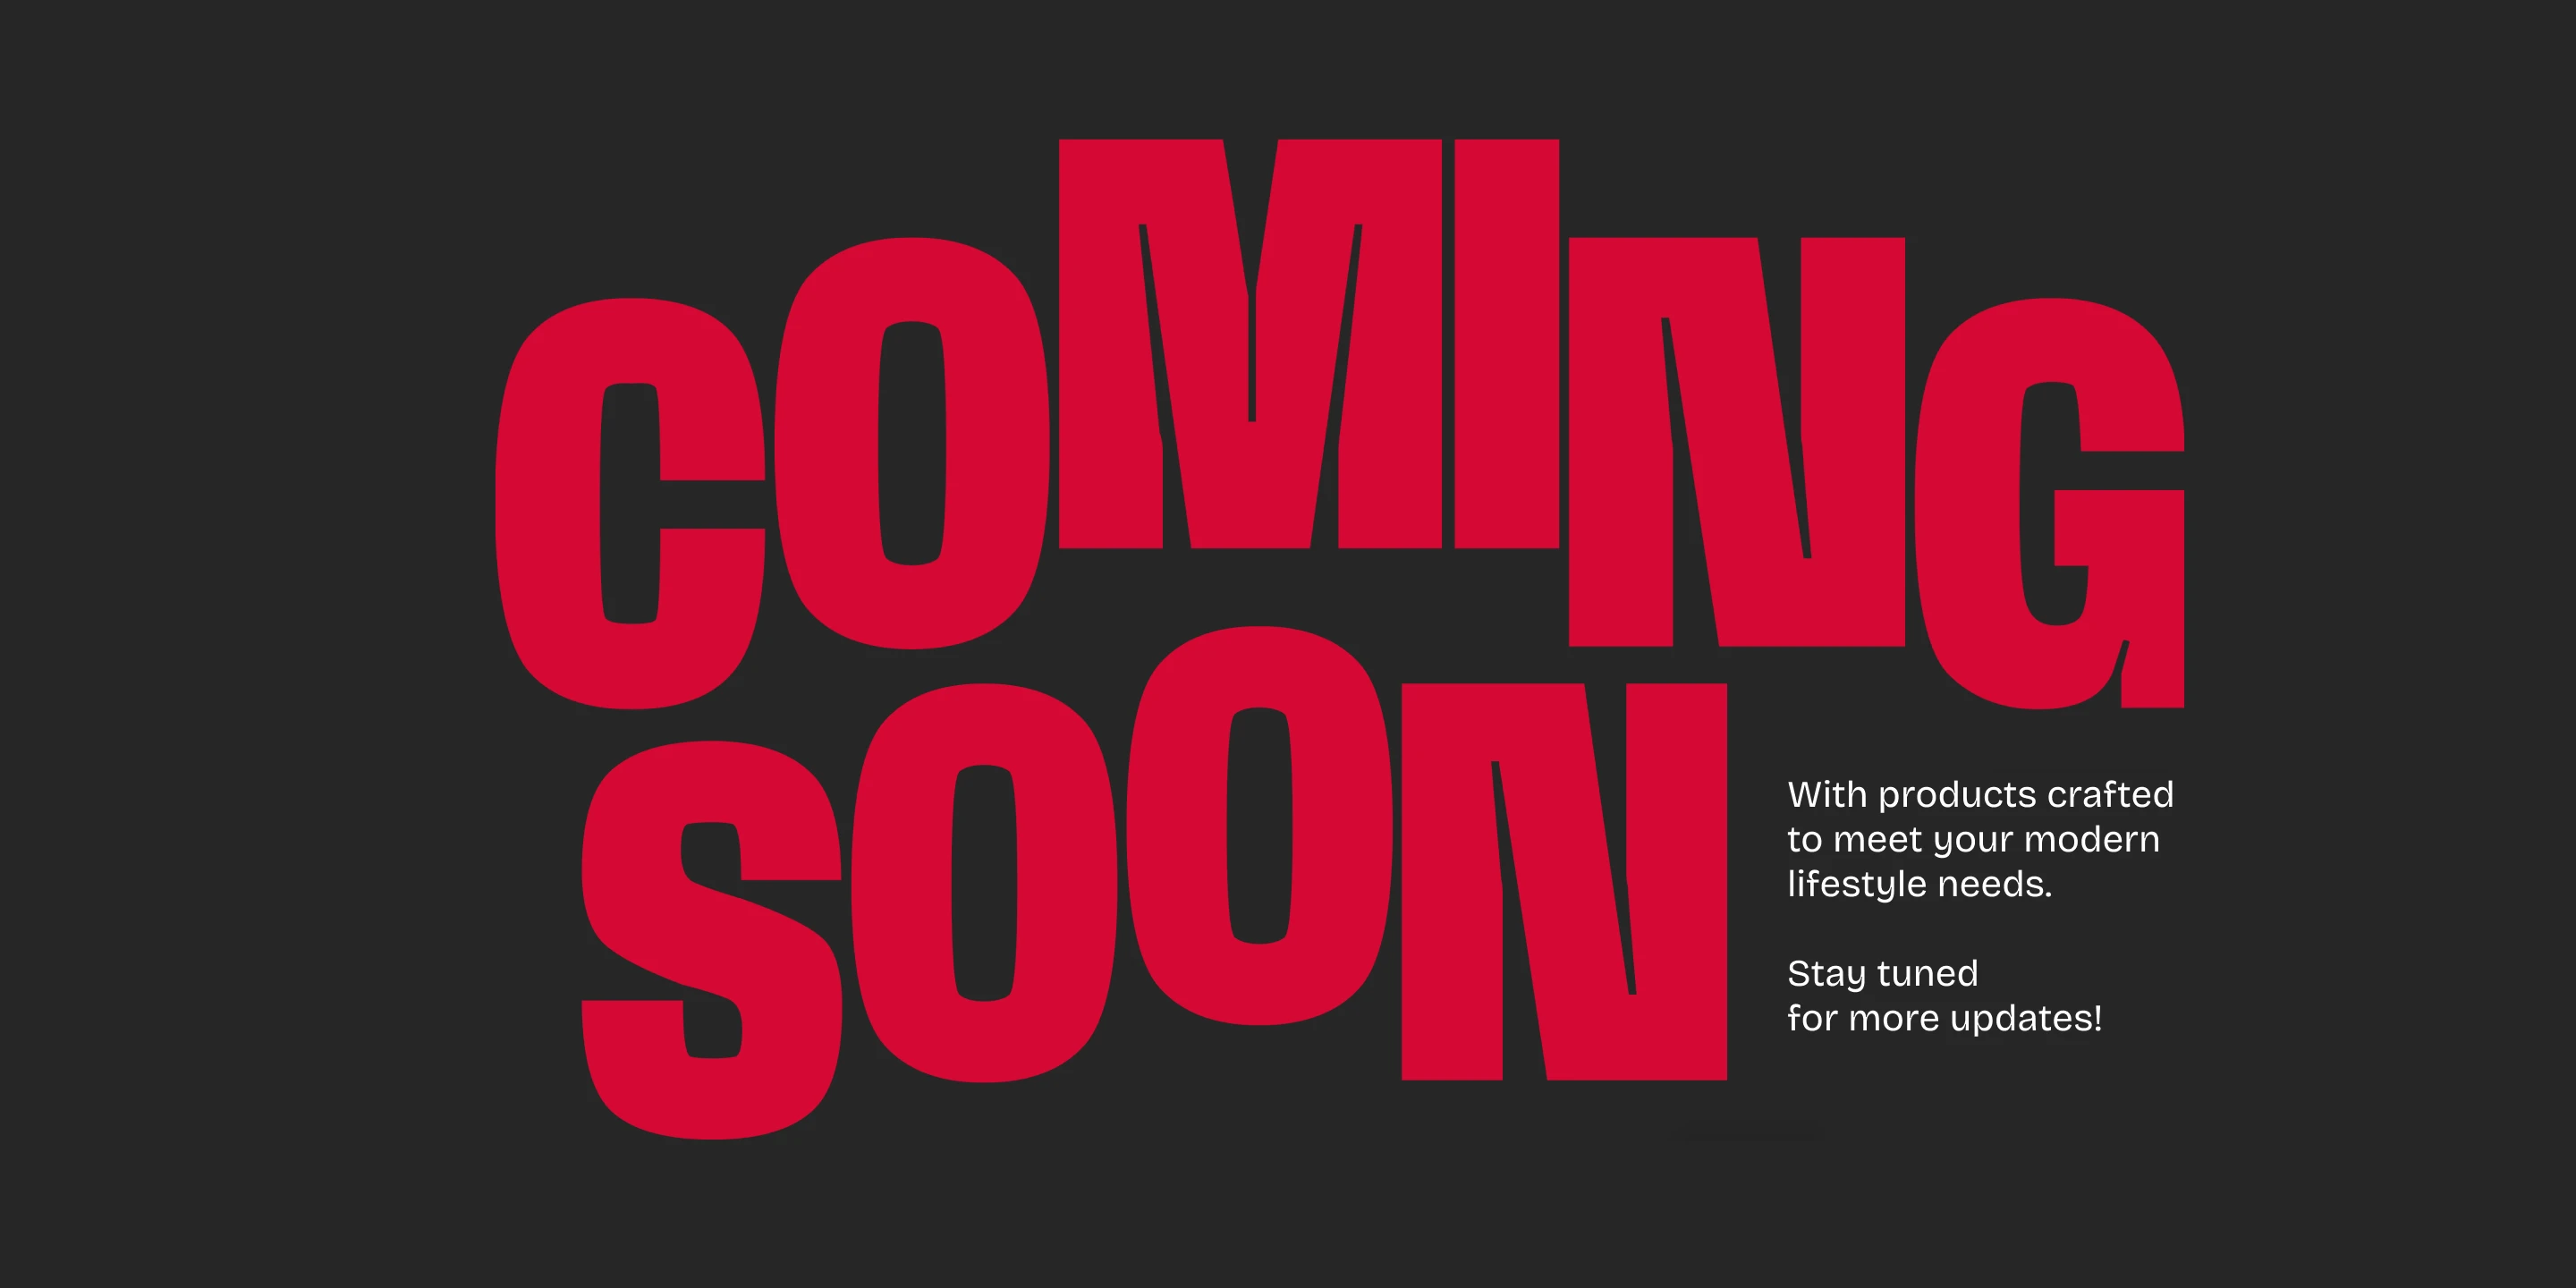 COMING
SOON
With products crafted
to meet your modern
lifestyle needs.
Stay tuned
for more updates!